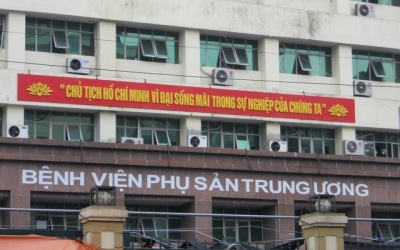 "CHỦ TỊCH HỒ CHÍ MINH VĨ ĐẠI SỐNG MÃI TRONG SỰ NGHIỆP CỦA CHÚNG TA"
BỆNH VIỆN PHỤ SẢN TRUNG ƯƠNG